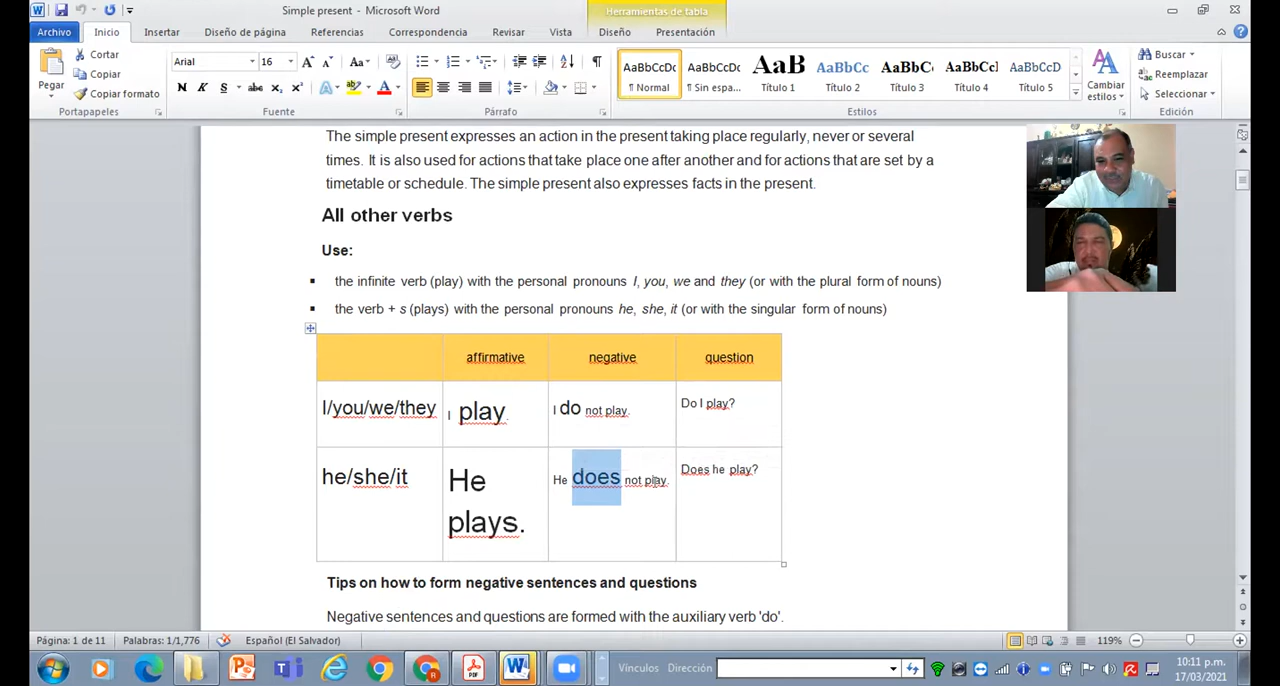 Simple present - Microsoft Word
Herramientas de tabla
Archivo
Inicio
Insertar
Diseño de página
Referencias
Correspondencia
Revisar
Vista
Diseño
Presentación
Pegar
Cortar
Copiar
Copiar formato
Portapapeles
Arial
16
N K S abc x₂ x²
Fuente
Párrafo
AaBbCcDc
¶ Normal
AaBbCcDc
¶ Sin espa...
AaB
Título 1
AaBbCc
Título 2
AaBbCc
Título 3
AaBbCcI
Título 4
AaBbCcD
Título 5
Cambiar
estilos
Estilos
Buscar
Reemplazar
Seleccionar
Edición
The simple present expresses an action in the present taking place regularly, never or several
times. It is also used for actions that take place one after another and for actions that are set by a
timetable or schedule. The simple present also expresses facts in the present.
All other verbs
Use:
▪ the infinite verb (play) with the personal pronouns I, you, we and they (or with the plural form of nouns)
▪ the verb + s (plays) with the personal pronouns he, she, it (or with the singular form of nouns)
affirmative
negative
question
I/you/we/they
I play.
I do not play.
Do I play?
he/she/it
He
plays.
He does not play.
Does he play?
Tips on how to form negative sentences and questions
Negative sentences and questions are formed with the auxiliary verb 'do'.
Página: 1 de 11
Palabras: 1/1,776
Español (El Salvador)
119%
Vínculos
Dirección
10:11 p.m.
17/03/2021